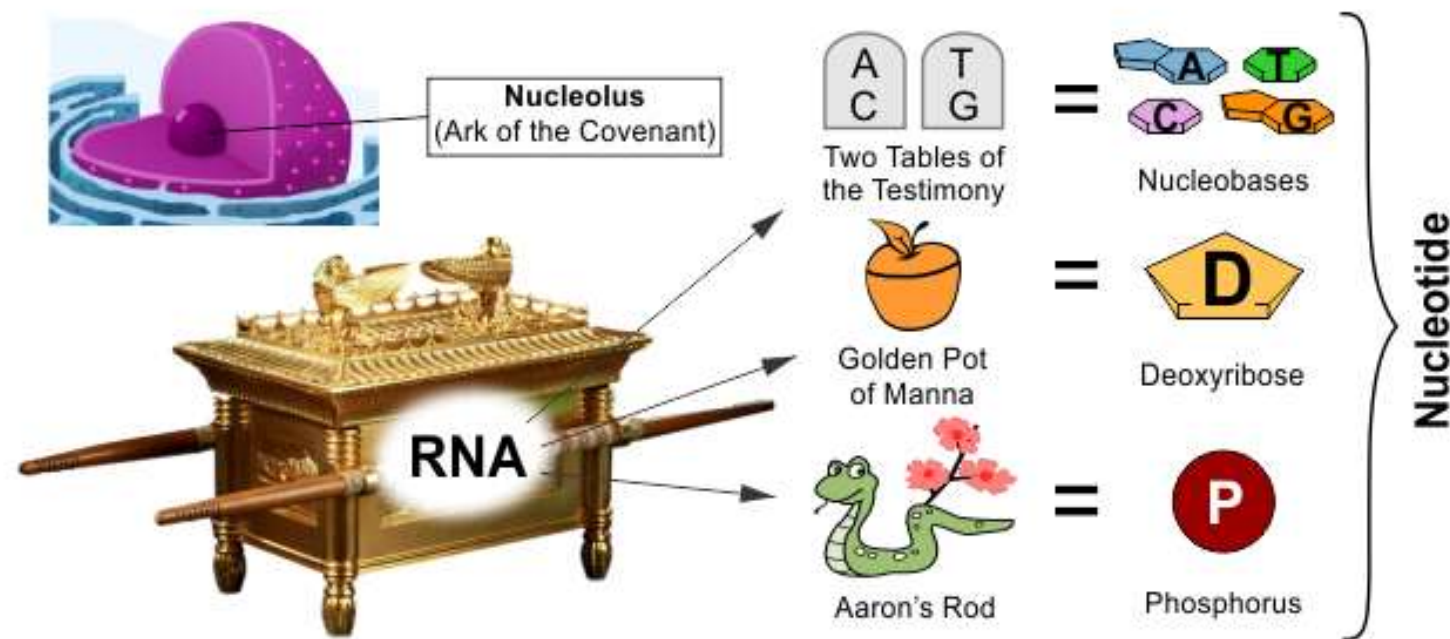 Nucleolus
(Ark of the Covenant)
A
C
T
G
Two Tables of
the Testimony
=
A
T
C
G
Nucleobases
RNA
Golden Pot
of Manna
=
D
Deoxyribose
Aaron's Rod
=
P
Phosphorus
Nucleotide